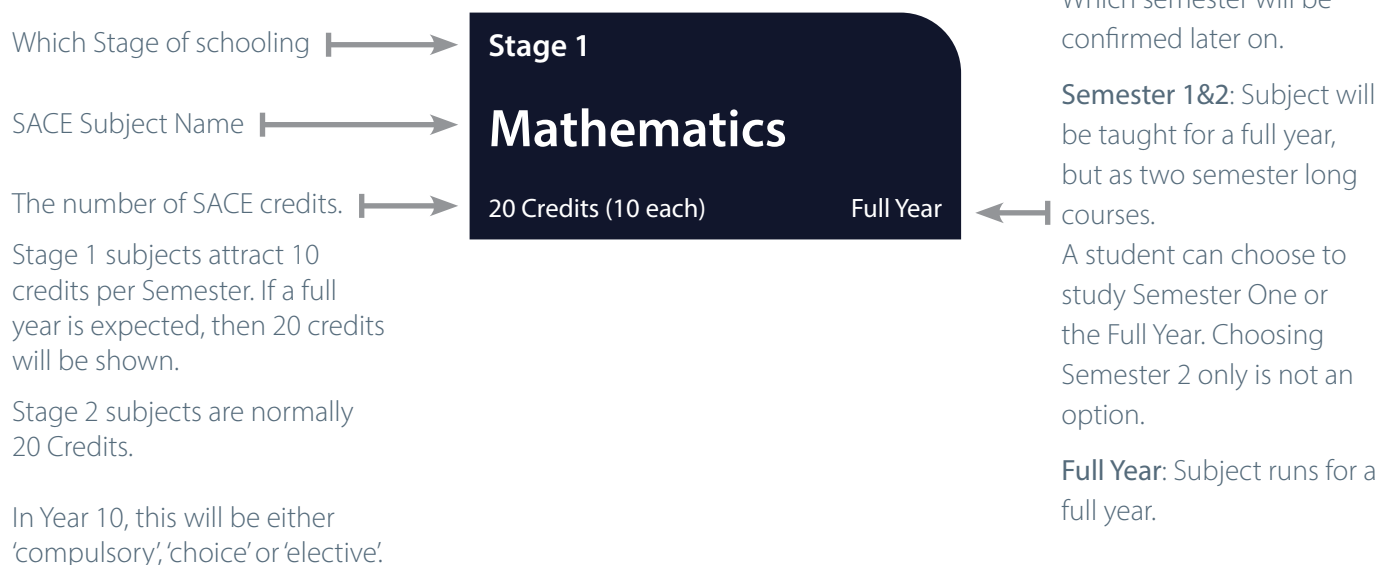 Which Stage of schooling
SACE Subject Name
The number of SACE credits.
Stage 1 subjects attract 10
credits per Semester. If a full
year is expected, then 20 credits
will be shown.
Stage 2 subjects are normally
20 Credits.
In Year 10, this will be either
‘compulsory’, ‘choice’ or ‘elective’.
Stage 1
Mathematics
20 Credits (10 each) Full Year
Which semester will be
confirmed later on.
Semester 1&2: Subject will
be taught for a full year,
but as two semester long
courses.
A student can choose to
study Semester One or
the Full Year. Choosing
Semester 2 only is not an
option.
Full Year: Subject runs for a
full year.